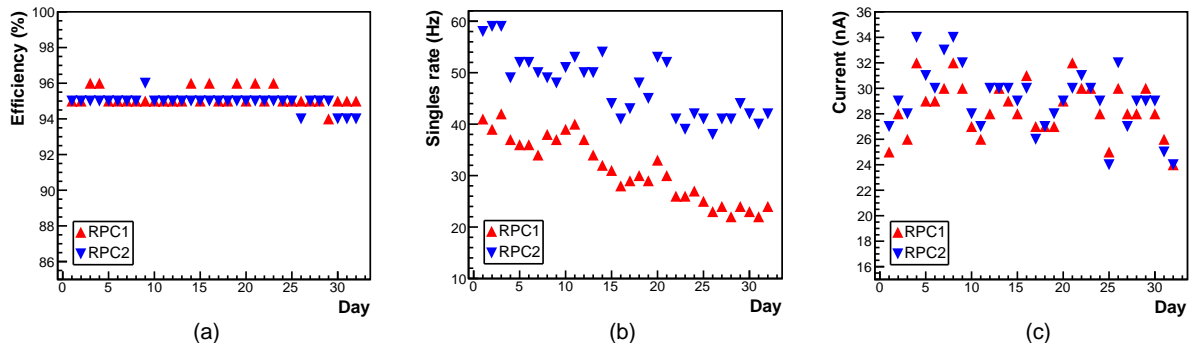 Efficiency (%)
100
98
96
94
92
90
88
86
RPC1
RPC2
0 5 10 15 20 25 30
Day
(a)
Singles rate (Hz)
60
50
40
30
20
10
RPC1
RPC2
0 5 10 15 20 25 30
Day
(b)
Current (nA)
36
34
32
30
28
26
24
22
20
18
16
RPC1
RPC2
0 5 10 15 20 25 30
Day
(c)